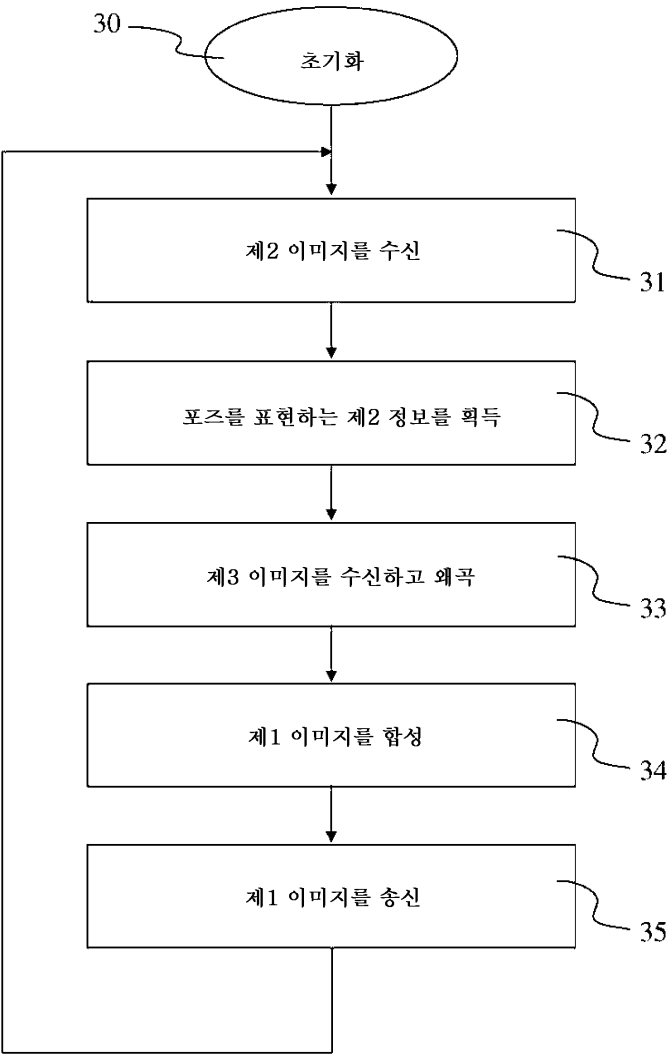 30
초기화
제2 이미지를 수신
31
포즈를 표현하는 제2 정보를 획득
32
제3 이미지를 수신하고 왜곡
33
제1 이미지를 합성
34
제1 이미지를 송신
35